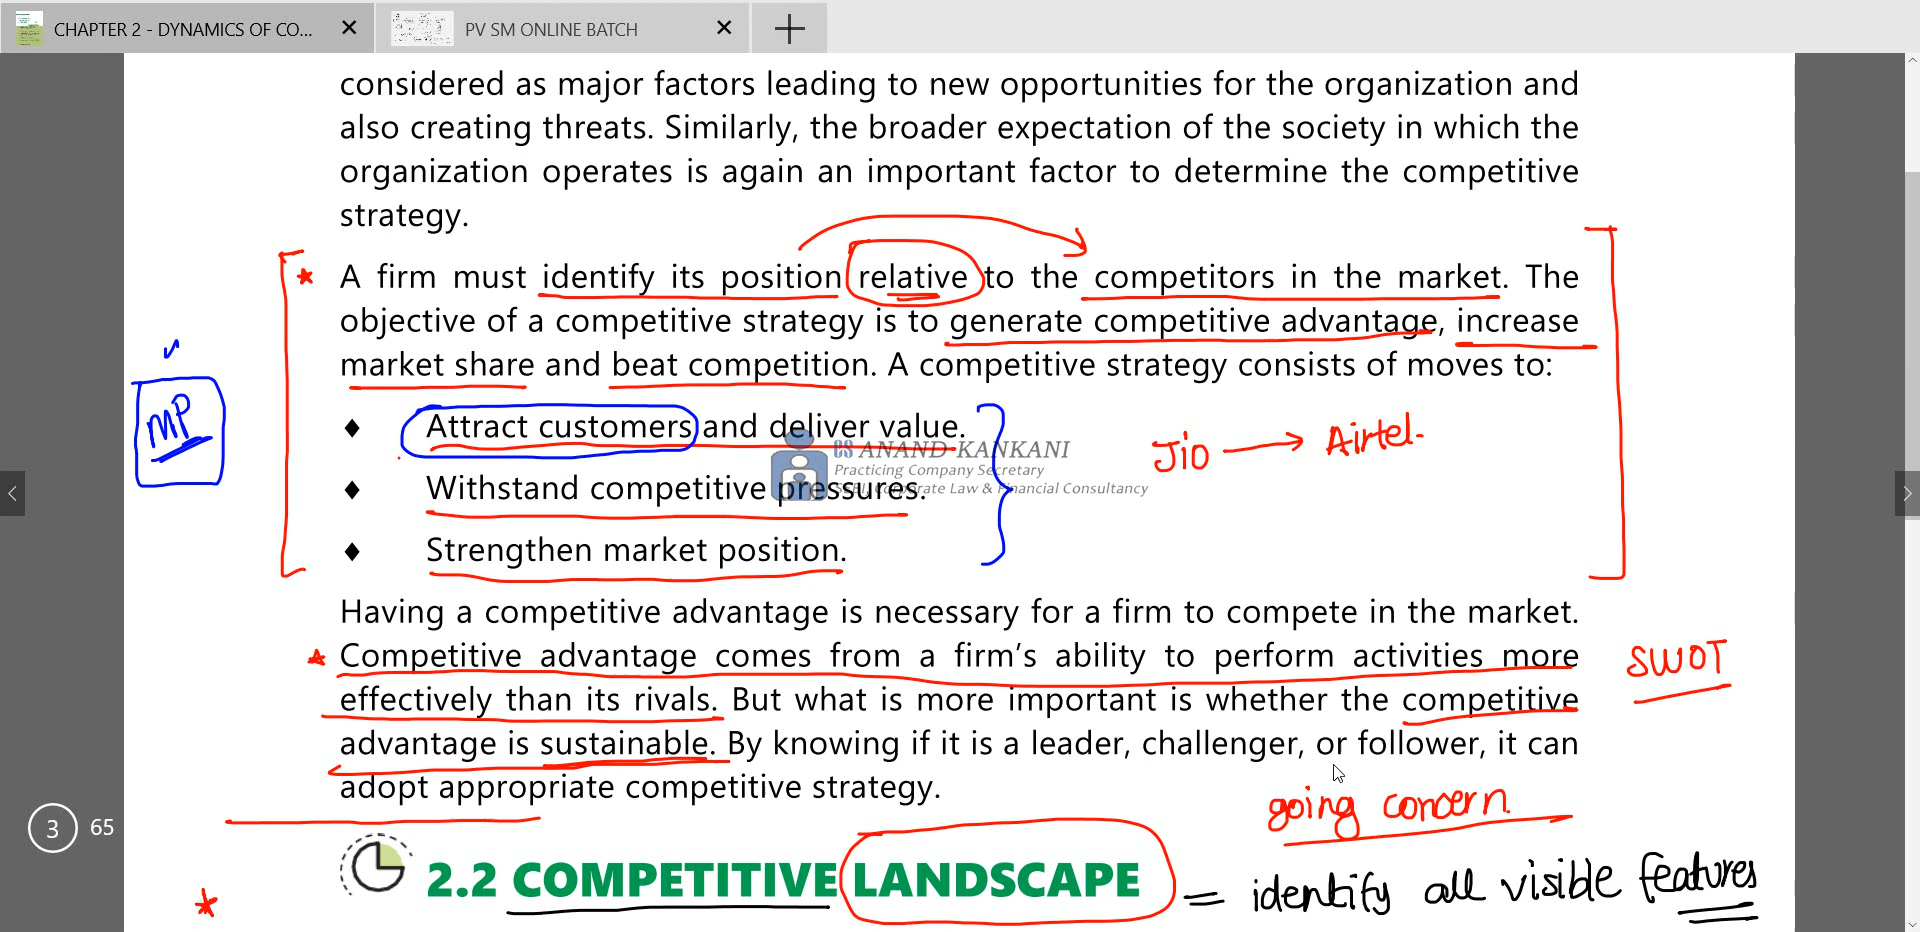 CHAPTER 2 - DYNAMICS OF CO...
PV SM ONLINE BATCH
considered as major factors leading to new opportunities for the organization and
also creating threats. Similarly, the broader expectation of the society in which the
organization operates is again an important factor to determine the competitive
strategy.
A firm must identify its position relative to the competitors in the market. The
objective of a competitive strategy is to generate competitive advantage, increase
market share and beat competition. A competitive strategy consists of moves to:
MP
♦ Attract customers and deliver value.
Jio → Airtel.
CS ANAND KANKANI
Practicing Company Secretary
SEBI, Corporate Law & Financial Consultancy
♦ Withstand competitive pressures.
♦ Strengthen market position.
Having a competitive advantage is necessary for a firm to compete in the market.
Competitive advantage comes from a firm's ability to perform activities more
SWOT
effectively than its rivals. But what is more important is whether the competitive
advantage is sustainable. By knowing if it is a leader, challenger, or follower, it can
adopt appropriate competitive strategy.
going concern
3 65
2.2 COMPETITIVE LANDSCAPE
= identify all visible features